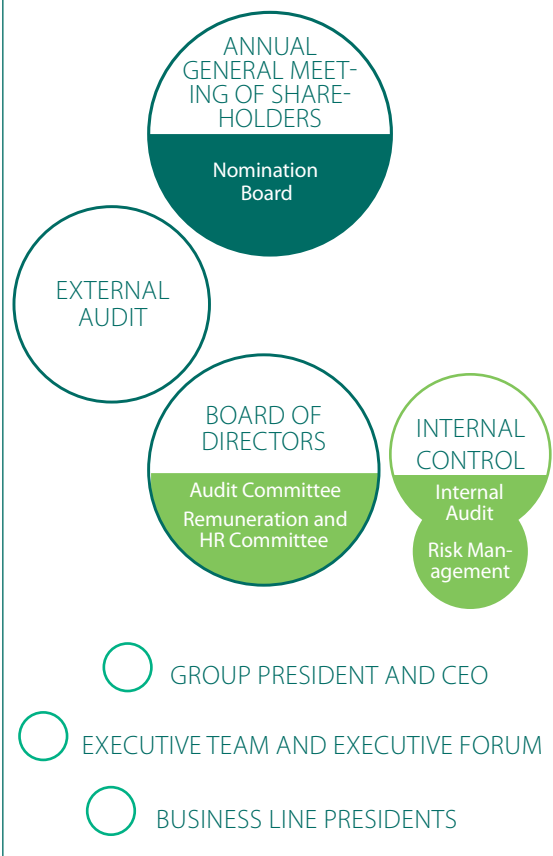 ANNUAL
GENERAL MEET-
ING OF SHARE-
HOLDERS
Nomination
Board
EXTERNAL
AUDIT
BOARD OF
DIRECTORS
Audit Committee
Remuneration and
HR Committee
INTERNAL
CONTROL
Internal
Audit
Risk Man-
agement
GROUP PRESIDENT AND CEO
EXECUTIVE TEAM AND EXECUTIVE FORUM
BUSINESS LINE PRESIDENTS